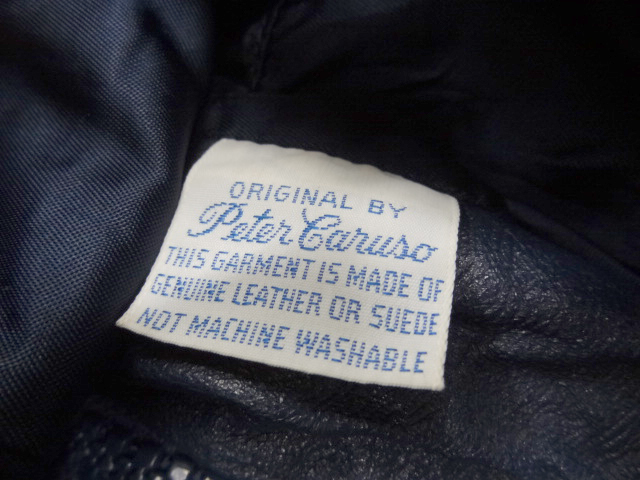 ORIGINAL BY
Peter Caruso
THIS GARMENT IS MADE OF
GENUINE LEATHER OR SUEDE
NOT MACHINE WASHABLE